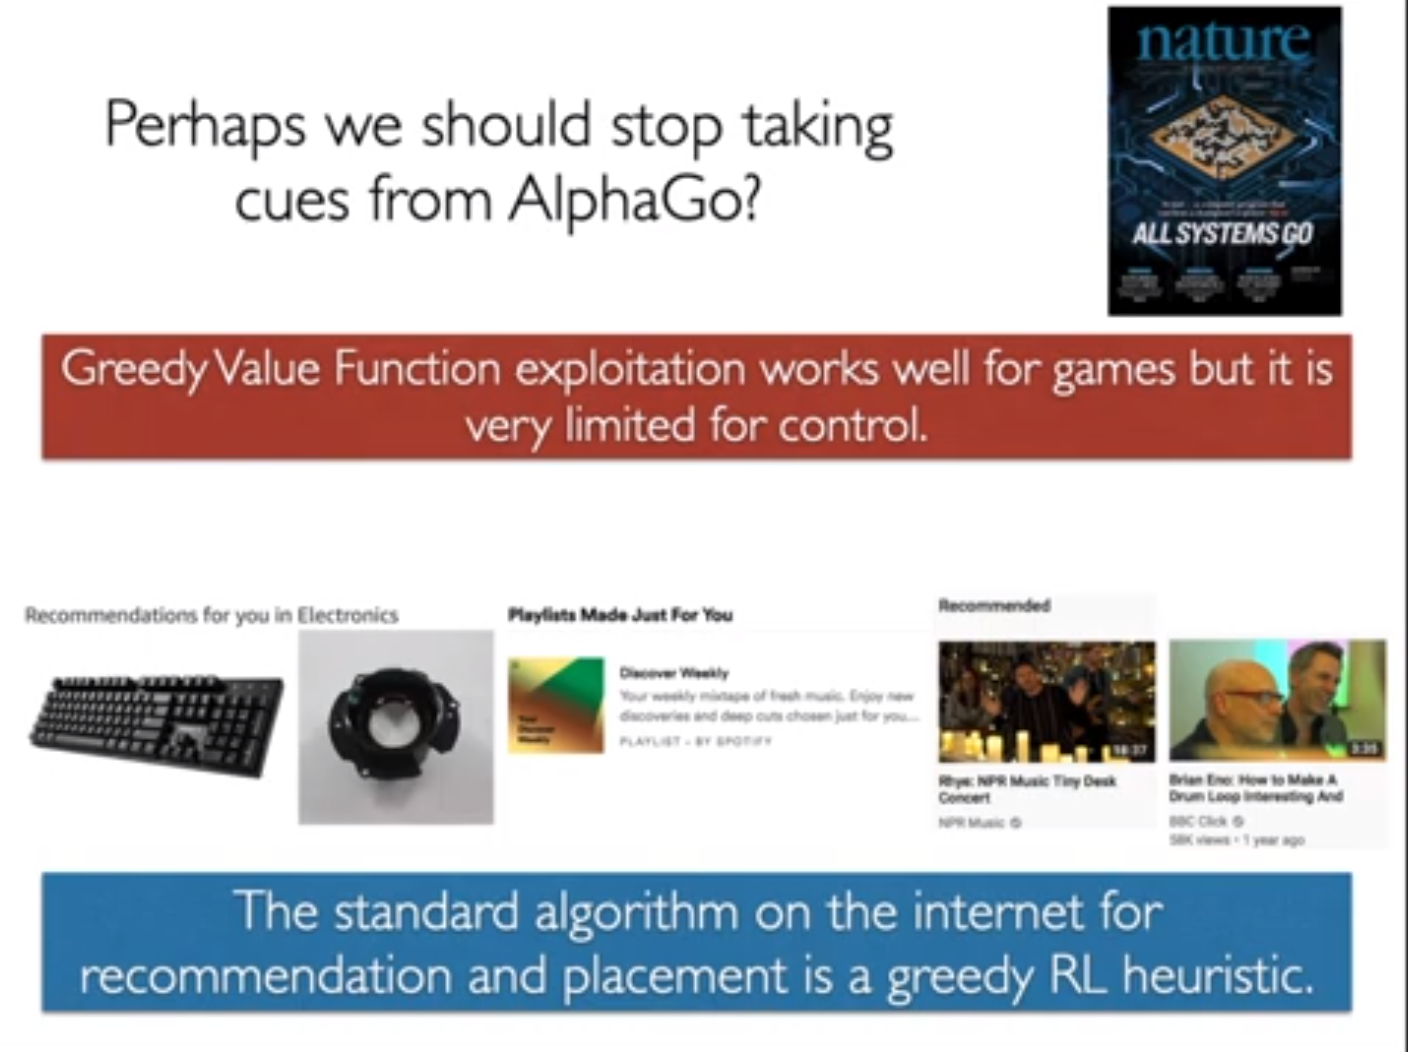 nature
Perhaps we should stop taking
cues from AlphaGo?
ALL SYSTEMS GO
Greedy Value Function exploitation works well for games but it is
very limited for control.
Recommendations for you in Electronics
Playlists Made Just For You
Discover Weekly
Your weekly mixtape of fresh music. Enjoy new
discoveries and deep cuts chosen just for you....
PLAYLIST • BY SPOTIFY
Your
Discover
Weekly
Recommended
18:37
Rhye: NPR Music Tiny Desk
Concert
NPR Music
3:35
Brian Eno: How to Make A
Drum Loop Interesting And
BBC Click
58K views • 1 year ago
The standard algorithm on the internet for
recommendation and placement is a greedy RL heuristic.